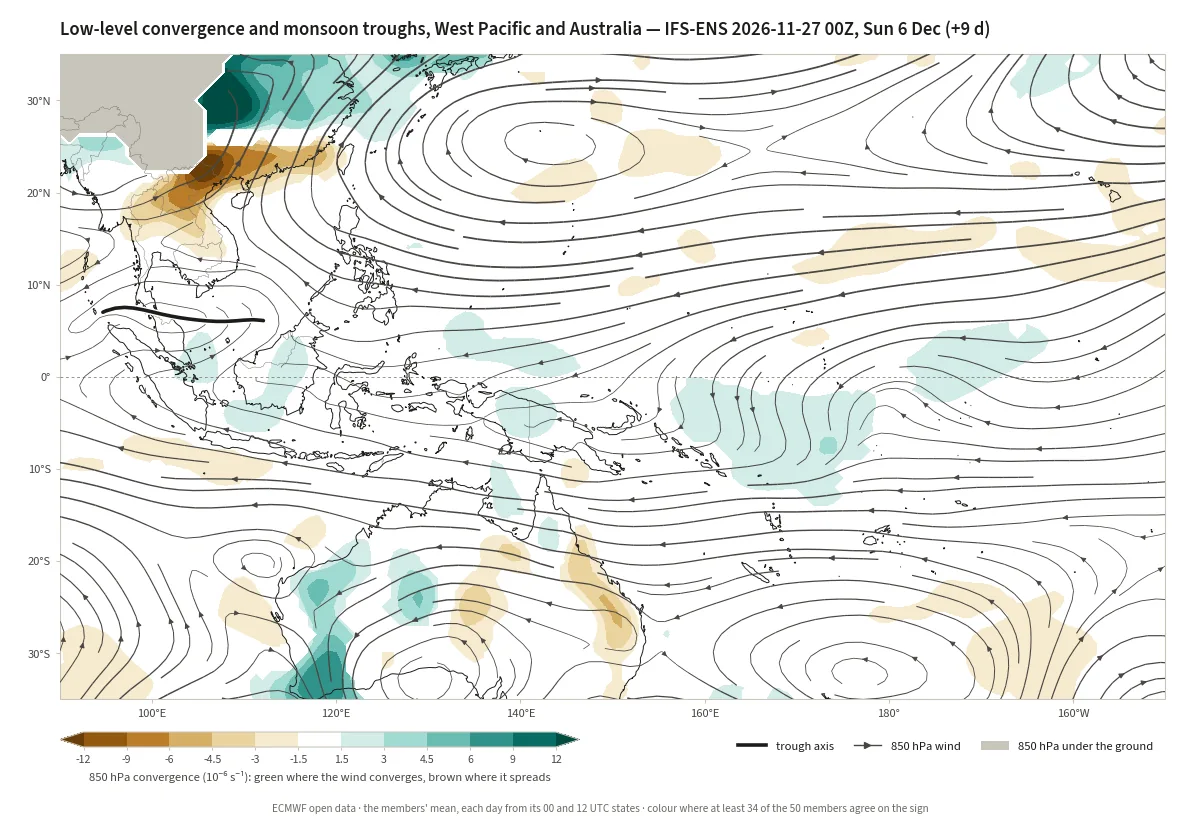 Low-level convergence and monsoon troughs, West Pacific and Australia — IFS-ENS 2026-11-27 00Z, Sun 6 Dec (+9 d)
30°N
20°N
10°N
0°
10°S
20°S
30°S
100°E 120°E 140°E 160°E 180° 160°W
-12 -9 -6 -4.5 -3 -1.5 1.5 3 4.5 6 9 12
850 hPa convergence (10⁻⁶ s⁻¹): green where the wind converges, brown where it spreads
trough axis 850 hPa wind 850 hPa under the ground
ECMWF open data · the members' mean, each day from its 00 and 12 UTC states · colour where at least 34 of the 50 members agree on the sign